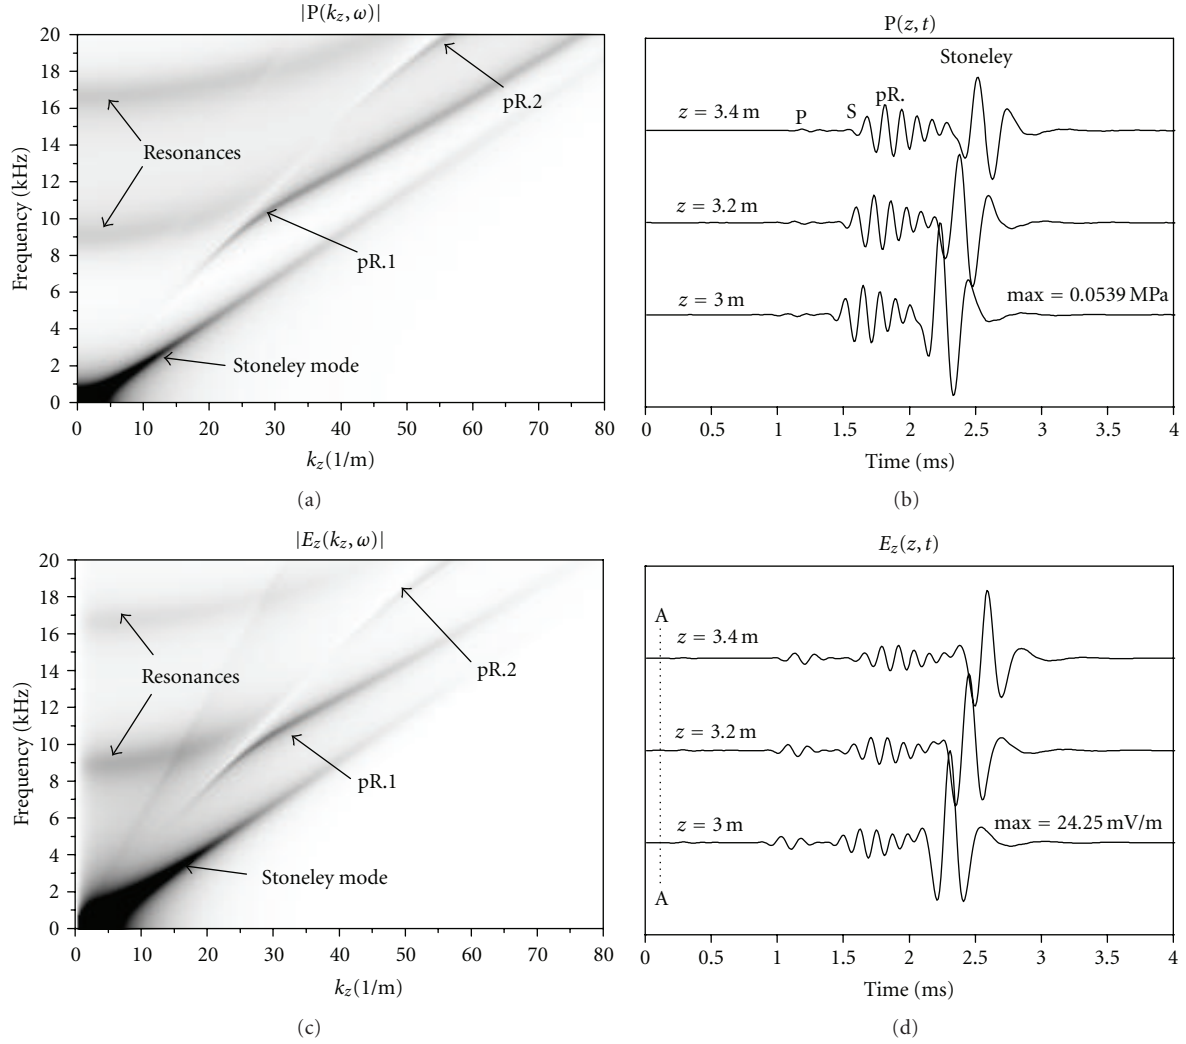 |P(k_z, ω)|
20
18
16
14
12
10
8
6
4
2
0
Frequency (kHz)
Resonances
pR.2
pR.1
Stoneley mode
0 10 20 30 40 50 60 70 80
k_z(1/m)
(a)
P(z, t)
Stoneley
z = 3.4 m
P
S
pR.
z = 3.2 m
z = 3 m
max = 0.0539 MPa
0 0.5 1 1.5 2 2.5 3 3.5 4
Time (ms)
(b)
|E_z(k_z, ω)|
20
18
16
14
12
10
8
6
4
2
0
Frequency (kHz)
Resonances
pR.2
pR.1
Stoneley mode
0 10 20 30 40 50 60 70 80
k_z(1/m)
(c)
E_z(z, t)
A
z = 3.4 m
z = 3.2 m
z = 3 m
max = 24.25 mV/m
A
0 0.5 1 1.5 2 2.5 3 3.5 4
Time (ms)
(d)